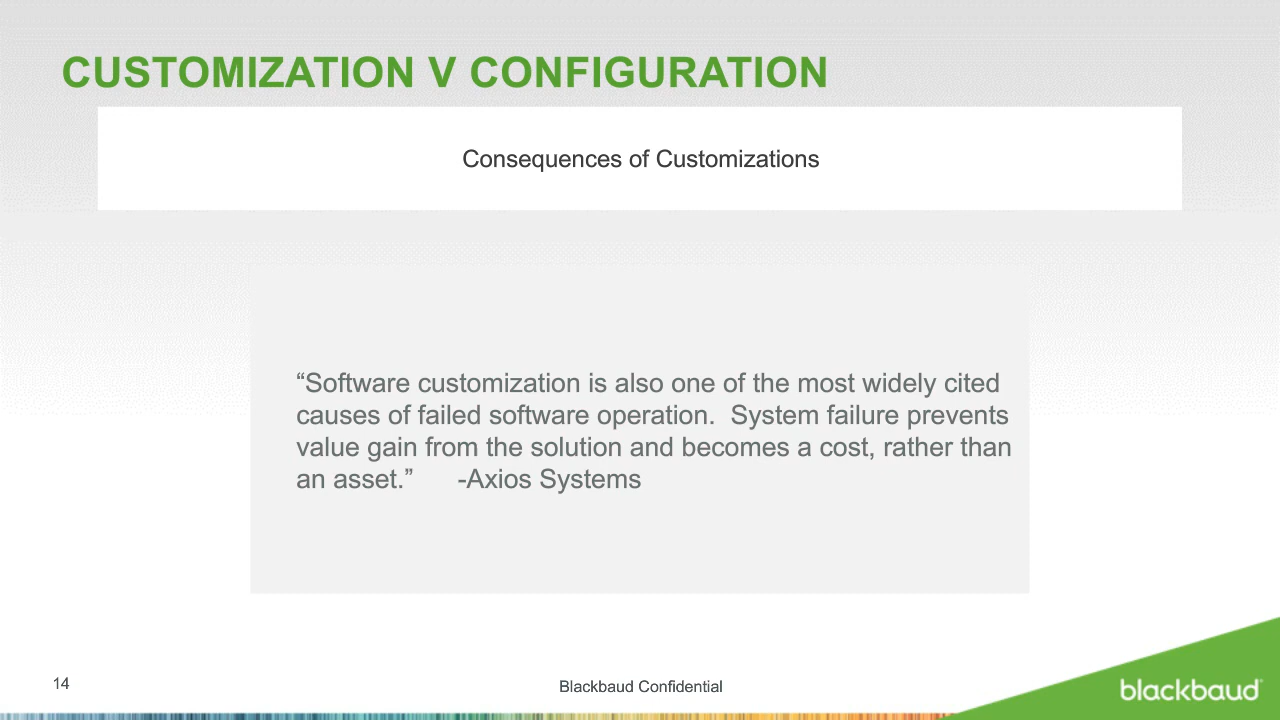 CUSTOMIZATION V CONFIGURATION
Consequences of Customizations
“Software customization is also one of the most widely cited
causes of failed software operation.  System failure prevents
value gain from the solution and becomes a cost, rather than
an asset.”      -Axios Systems
14
Blackbaud Confidential
blackbaud